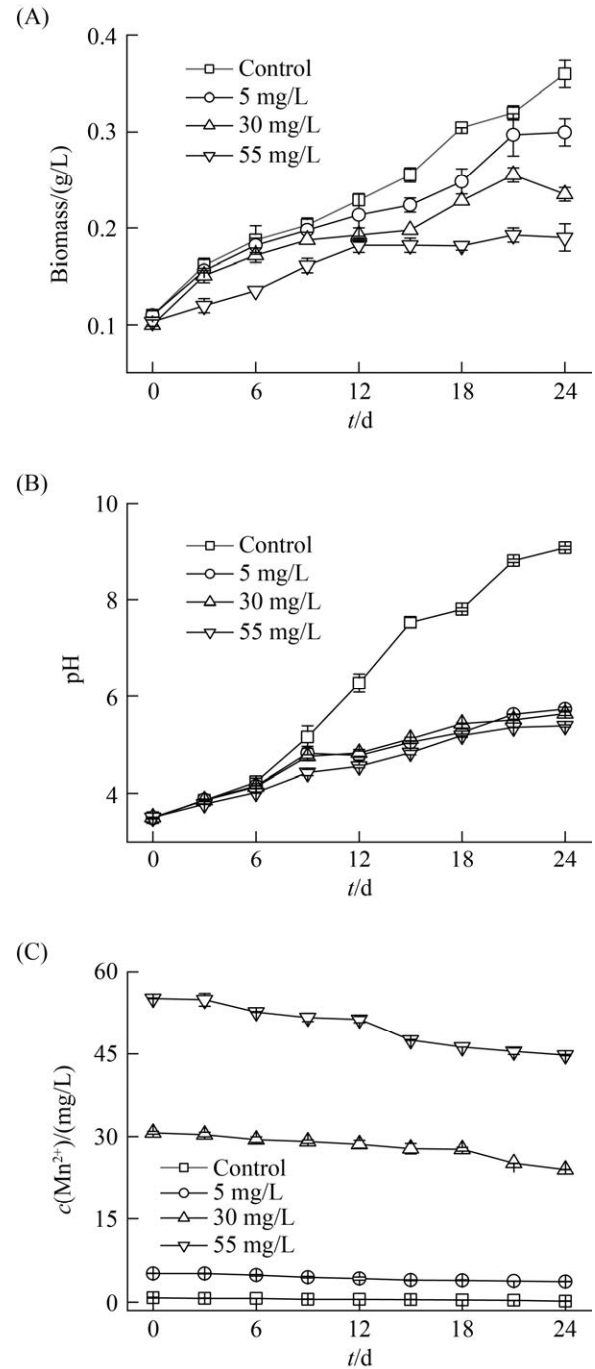 (A)
0.4
0.3
0.2
0.1
Biomass/(g/L)
Control
5 mg/L
30 mg/L
55 mg/L
0 6 12 18 24
t/d
(B)
10
8
6
4
pH
Control
5 mg/L
30 mg/L
55 mg/L
0 6 12 18 24
t/d
(C)
60
45
30
15
0
c(Mn²⁺)/(mg/L)
Control
5 mg/L
30 mg/L
55 mg/L
0 6 12 18 24
t/d